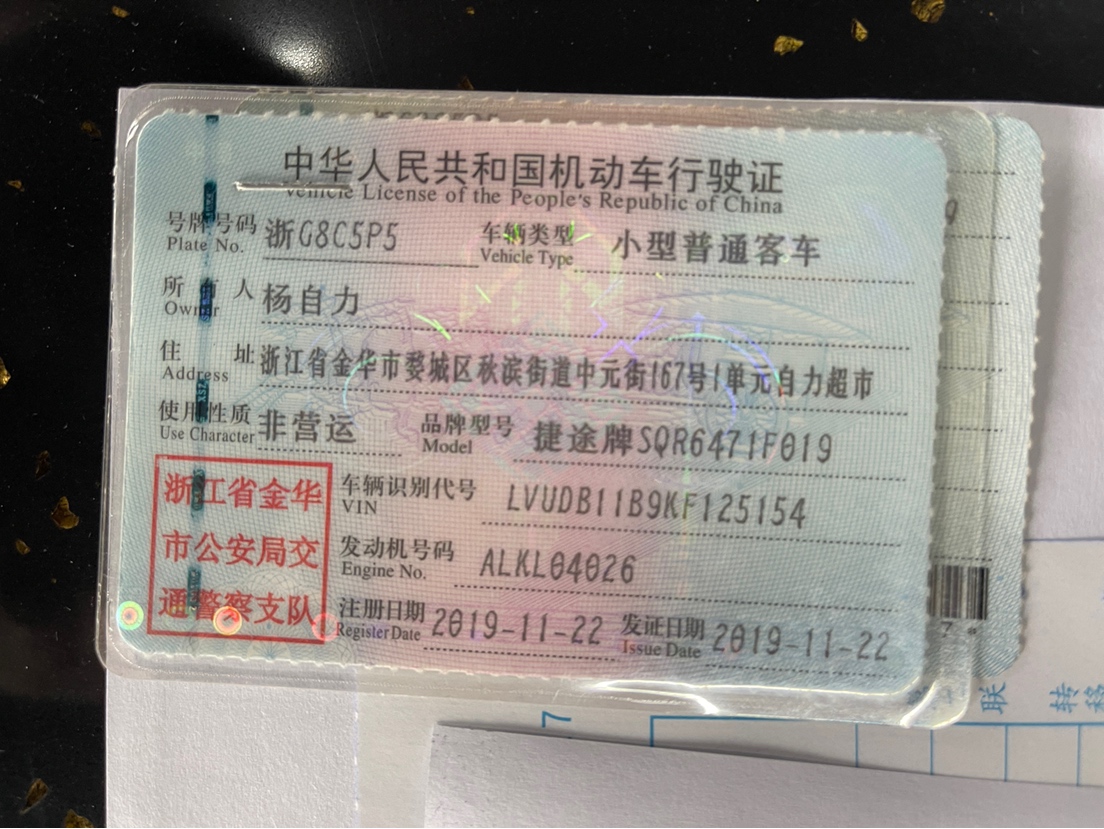 中华人民共和国机动车行驶证
Vehicle License of the People's Republic of China
号牌号码 浙G8C5P5 车辆类型 小型普通客车
Plate No. Vehicle Type
所有人 杨自力
Owner
住址 浙江省金华市婺城区秋滨街道中元街167号1单元自力超市
Address
使用性质 非营运 品牌型号 捷途牌SQR6471F019
Use Character Model
浙江省金华
市公安局交
通警察支队
车辆识别代号 LVUDB11B9KF125154
VIN
发动机号码 ALKL04026
Engine No.
注册日期 2019-11-22 发证日期 2019-11-22
Register Date Issue Date
7
联
转移